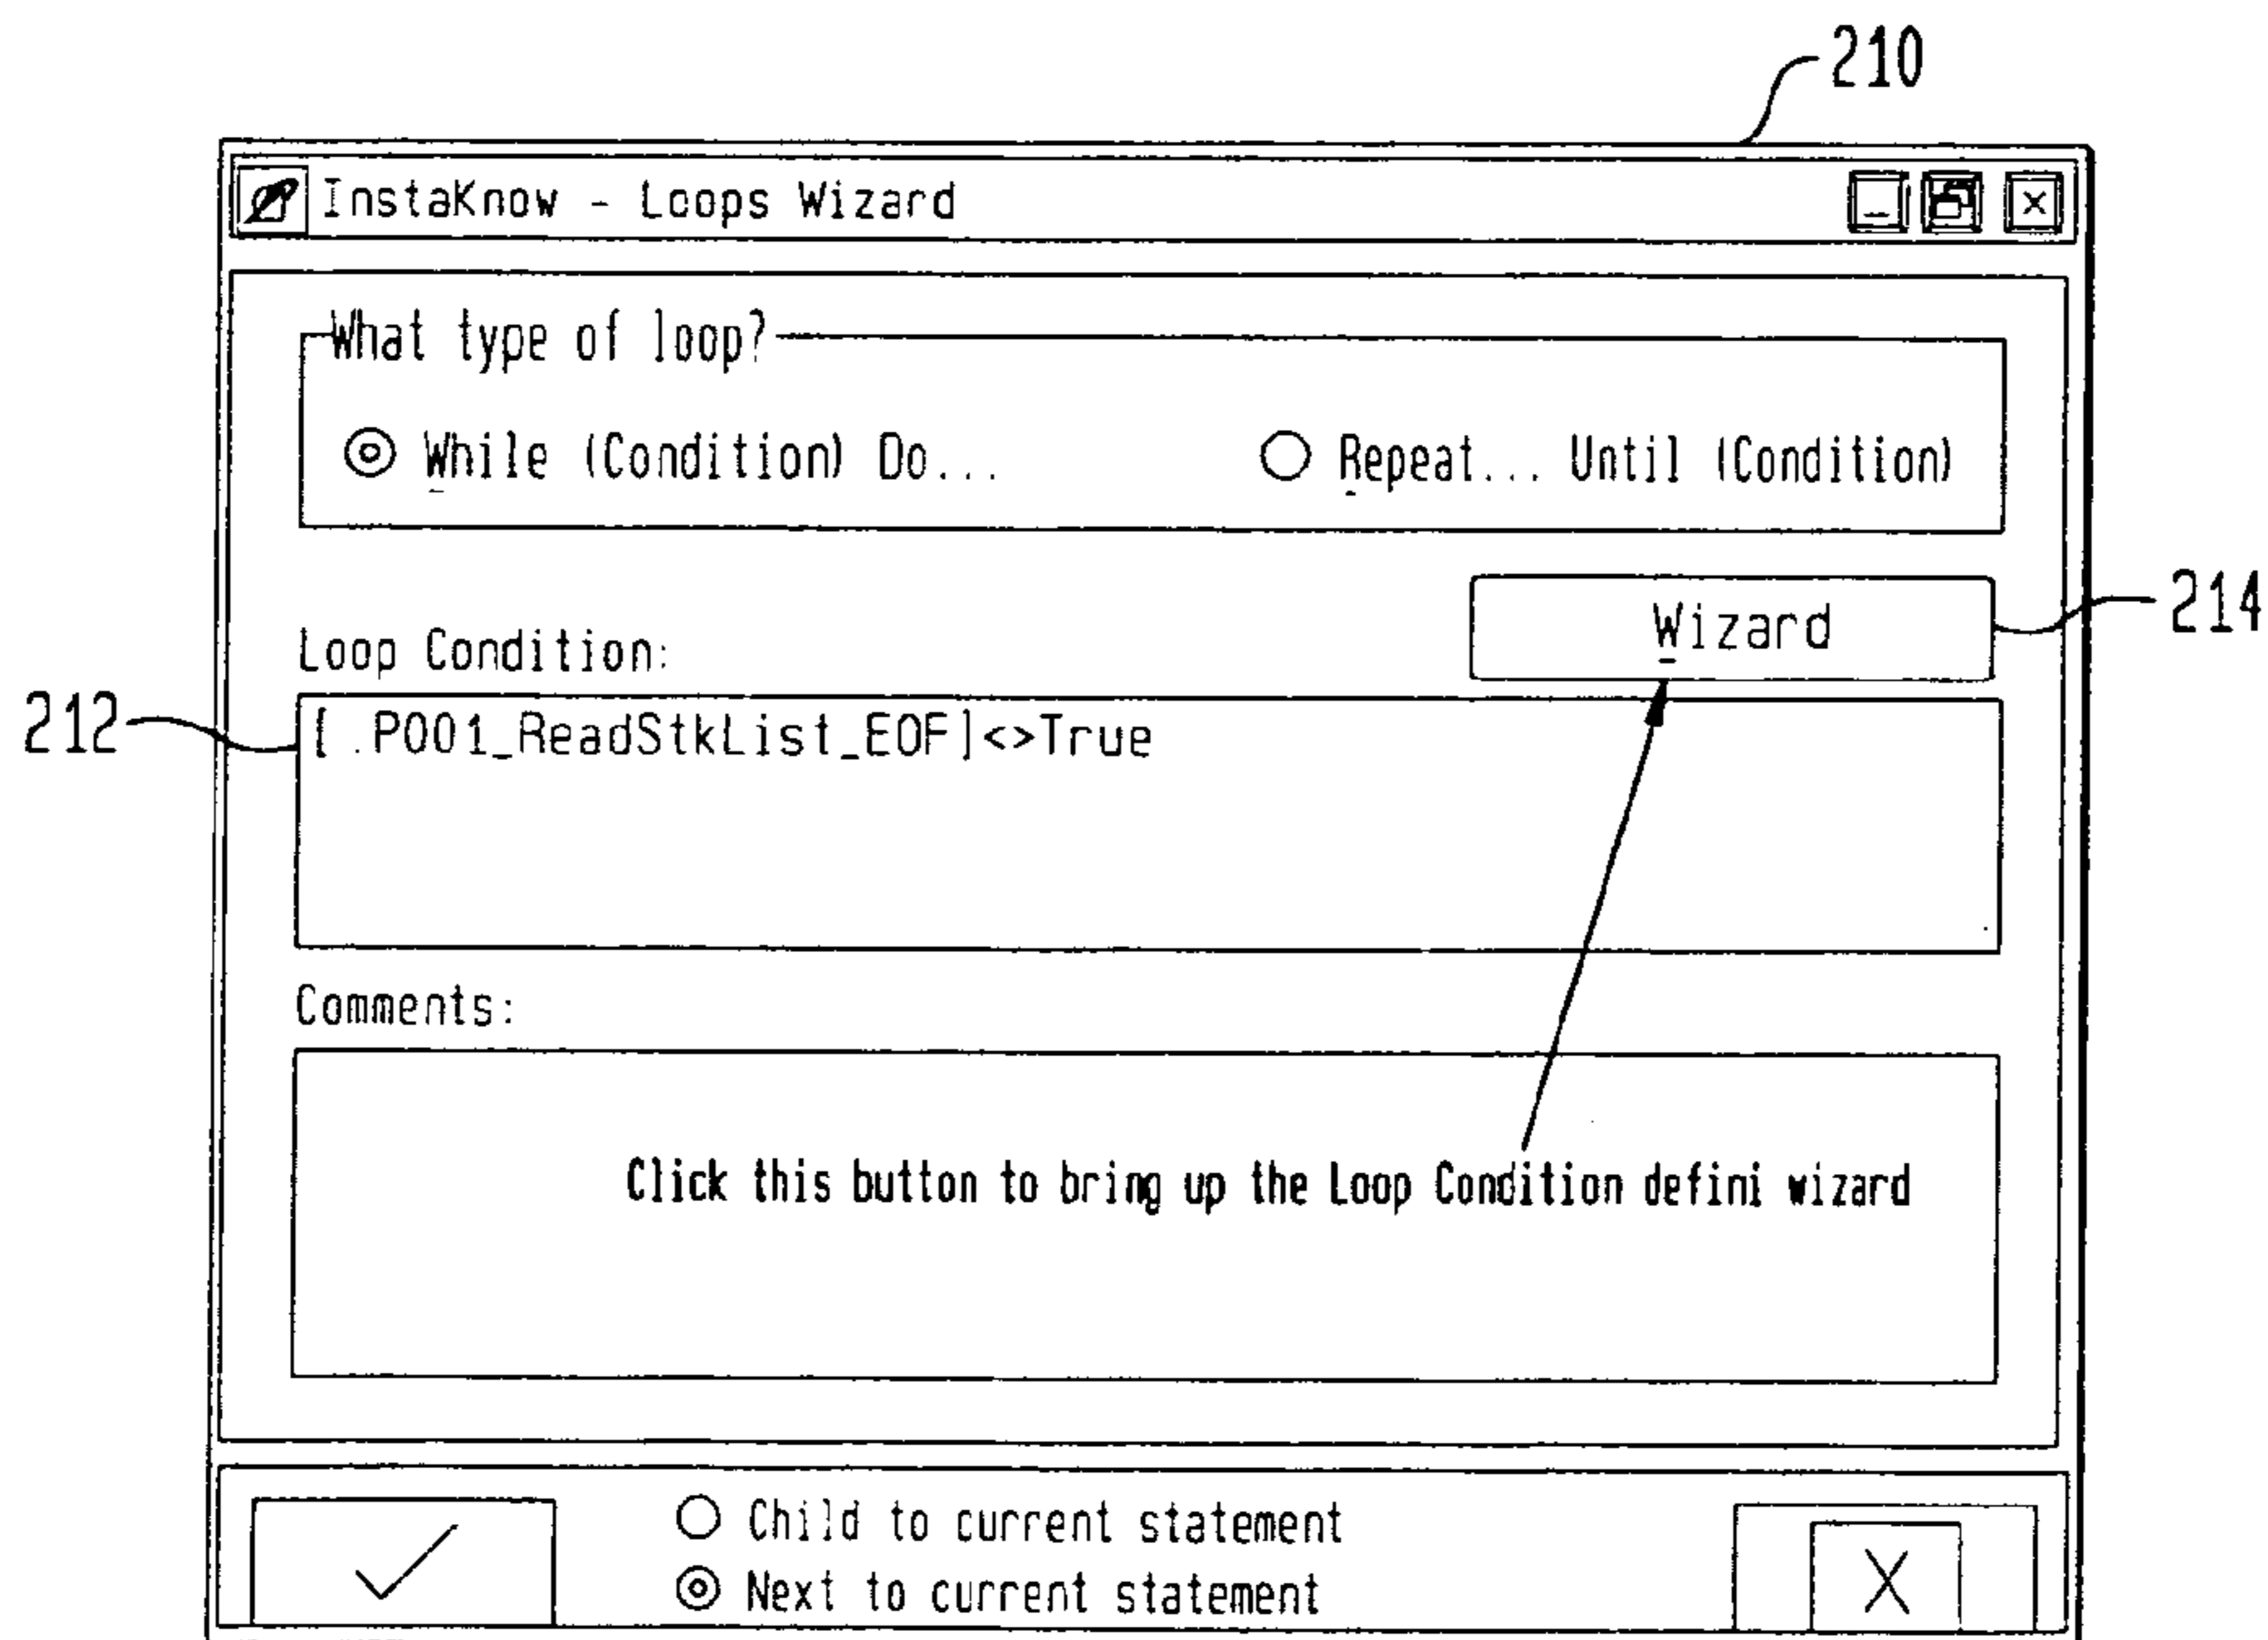 210
InstaKnow - Loops Wizard
What type of loop?
While (Condition) Do... Repeat... Until (Condition)
Wizard
214
Loop Condition:
212
[.P001_ReadStkList_EOF]<>True
Comments:
Click this button to bring up the Loop Condition defini wizard
Child to current statement
Next to current statement